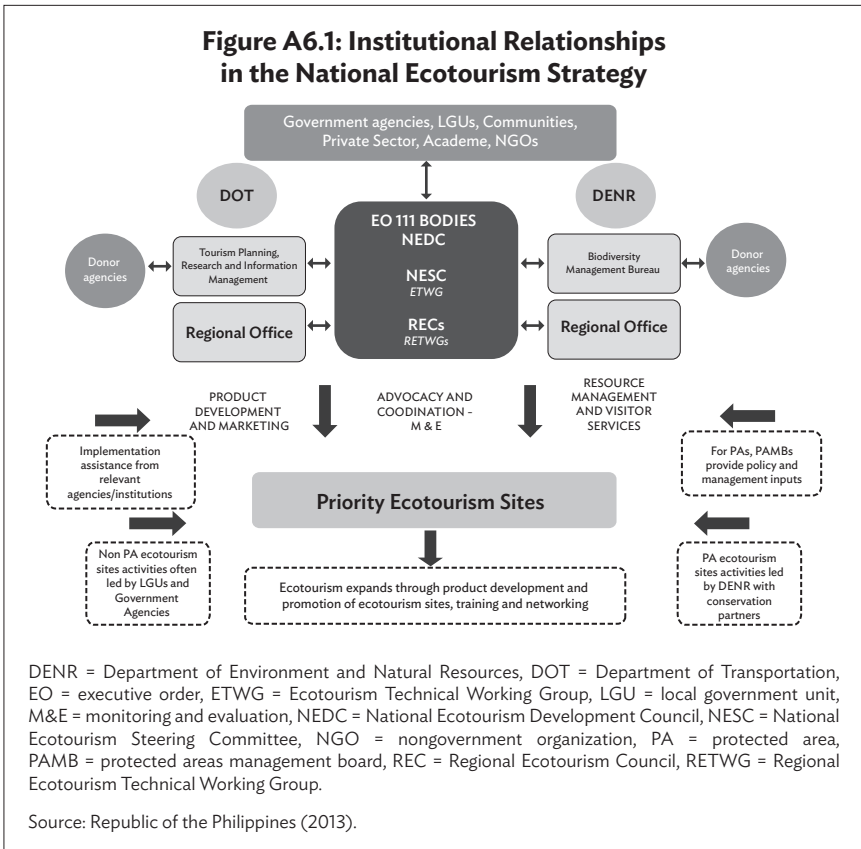 Figure A6.1: Institutional Relationships
in the National Ecotourism Strategy
Government agencies, LGUs, Communities,
Private Sector, Academe, NGOs
DOT
DENR
EO 111 BODIES
NEDC
NESC
ETWG
RECs
RETWGs
Donor
agencies
Tourism Planning,
Research and Information
Management
Regional Office
Biodiversity
Management Bureau
Regional Office
Donor
agencies
PRODUCT
DEVELOPMENT
AND MARKETING
ADVOCACY AND
COODINATION -
M & E
RESOURCE
MANAGEMENT
AND VISITOR
SERVICES
Implementation
assistance from
relevant
agencies/institutions
For PAs, PAMBs
provide policy and
management inputs
Priority Ecotourism Sites
Non PA ecotourism
sites activities often
led by LGUs and
Government
Agencies
Ecotourism expands through product development and
promotion of ecotourism sites, training and networking
PA ecotourism
sites activities led
by DENR with
conservation
partners
DENR = Department of Environment and Natural Resources, DOT = Department of Transportation,
EO = executive order, ETWG = Ecotourism Technical Working Group, LGU = local government unit,
M&E = monitoring and evaluation, NEDC = National Ecotourism Development Council, NESC = National
Ecotourism Steering Committee, NGO = nongovernment organization, PA = protected area,
PAMB = protected areas management board, REC = Regional Ecotourism Council, RETWG = Regional
Ecotourism Technical Working Group.
Source: Republic of the Philippines (2013).